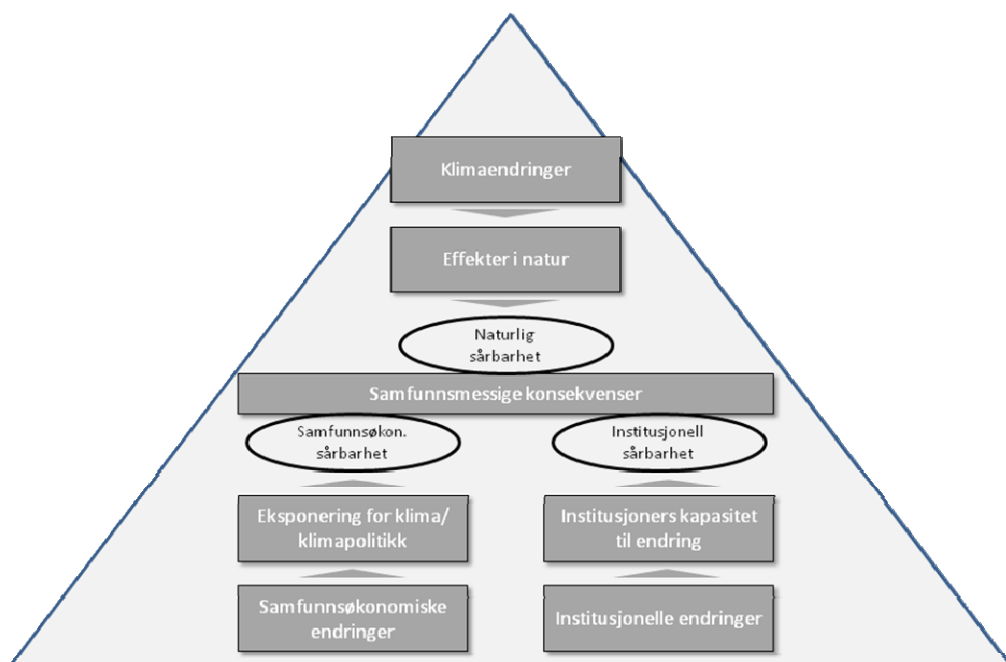 Klimaendringer
Effekter i natur
Naturlig
sårbarhet
Samfunnsmessige konsekvenser
Samfunnsøkon.
sårbarhet
Institusjonell
sårbarhet
Eksponering for klima/
klimapolitikk
Institusjoners kapasitet
til endring
Samfunnsøkonomiske
endringer
Institusjonelle endringer